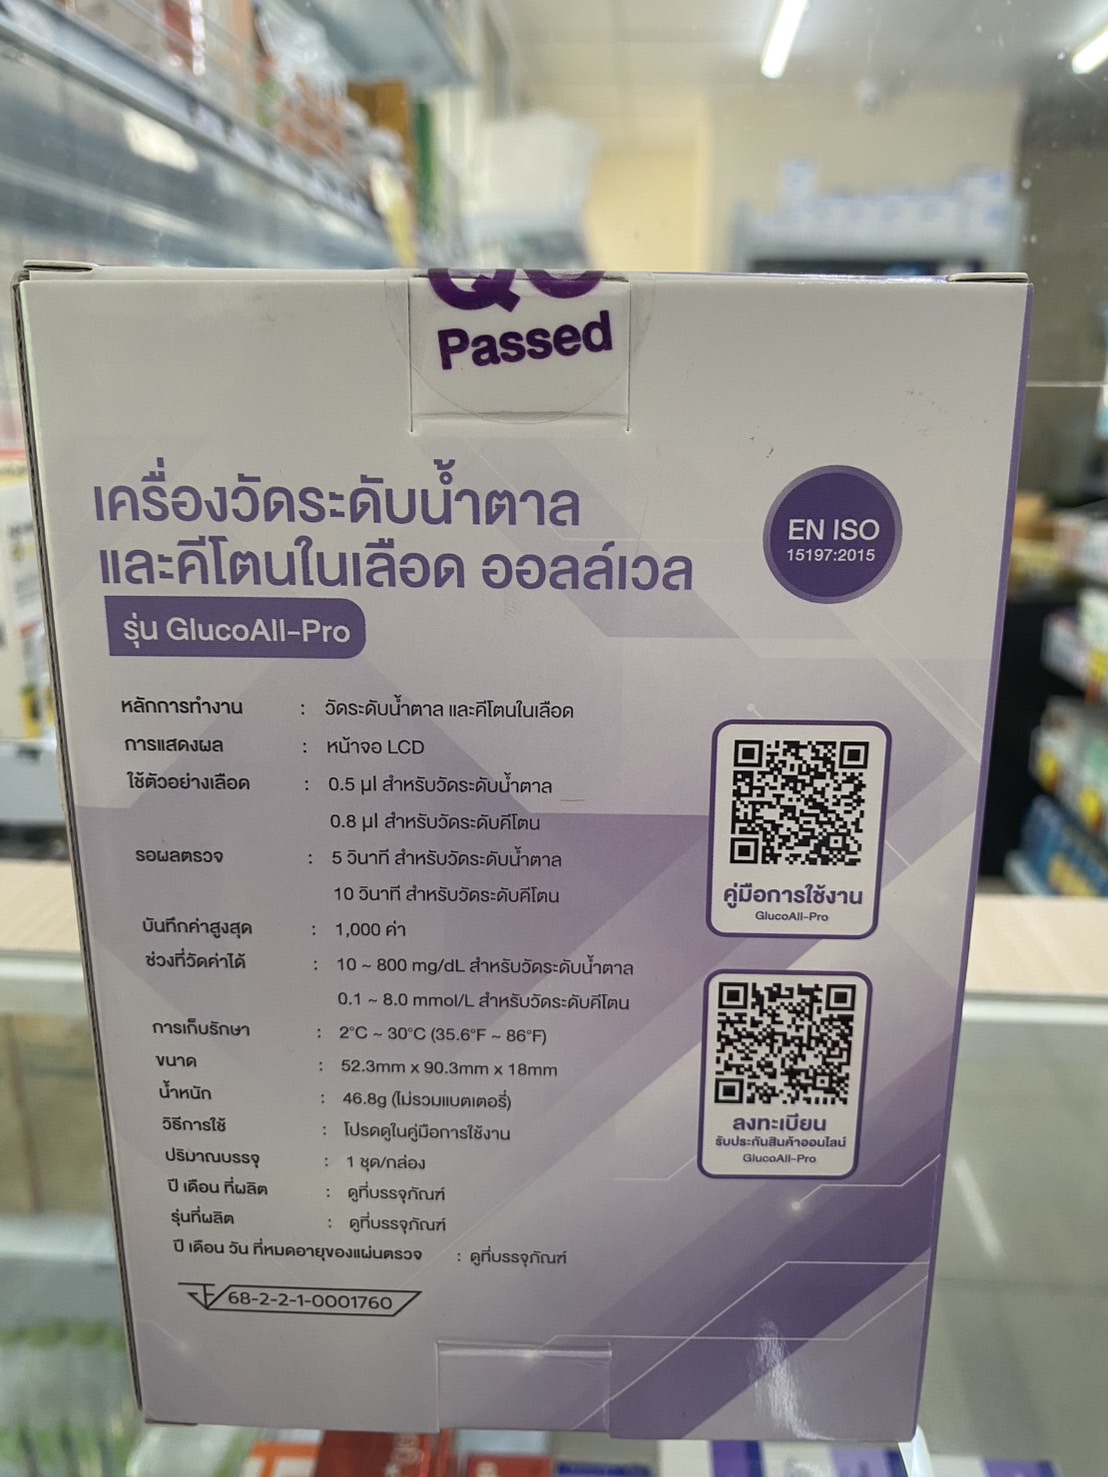 Passed
เครื่องวัดระดับน้ำตาล
และคีโตนในเลือด ออลล์เวล
รุ่น GlucoAll-Pro
EN ISO
15197:2015
หลักการทำงาน : วัดระดับน้ำตาล และคีโตนในเลือด
การแสดงผล : หน้าจอ LCD
ใช้ตัวอย่างเลือด : 0.5 µl สำหรับวัดระดับน้ำตาล
0.8 µl สำหรับวัดระดับคีโตน
รอผลตรวจ : 5 วินาที สำหรับวัดระดับน้ำตาล
10 วินาที สำหรับวัดระดับคีโตน
บันทึกค่าสูงสุด : 1,000 ค่า
ช่วงที่วัดค่าได้ : 10 ~ 800 mg/dL สำหรับวัดระดับน้ำตาล
0.1 ~ 8.0 mmol/L สำหรับวัดระดับคีโตน
การเก็บรักษา : 2°C ~ 30°C (35.6°F ~ 86°F)
ขนาด : 52.3mm x 90.3mm x 18mm
น้ำหนัก : 46.8g (ไม่รวมแบตเตอรี่)
วิธีการใช้ : โปรดดูในคู่มือการใช้งาน
ปริมาณบรรจุ : 1 ชุด/กล่อง
ปี เดือน ที่ผลิต : ดูที่บรรจุภัณฑ์
รุ่นที่ผลิต : ดูที่บรรจุภัณฑ์
ปี เดือน วัน ที่หมดอายุของแผ่นตรวจ : ดูที่บรรจุภัณฑ์
68-2-2-1-0001760
คู่มือการใช้งาน
GlucoAll-Pro
ลงทะเบียน
รับประกันสินค้าออนไลน์
GlucoAll-Pro